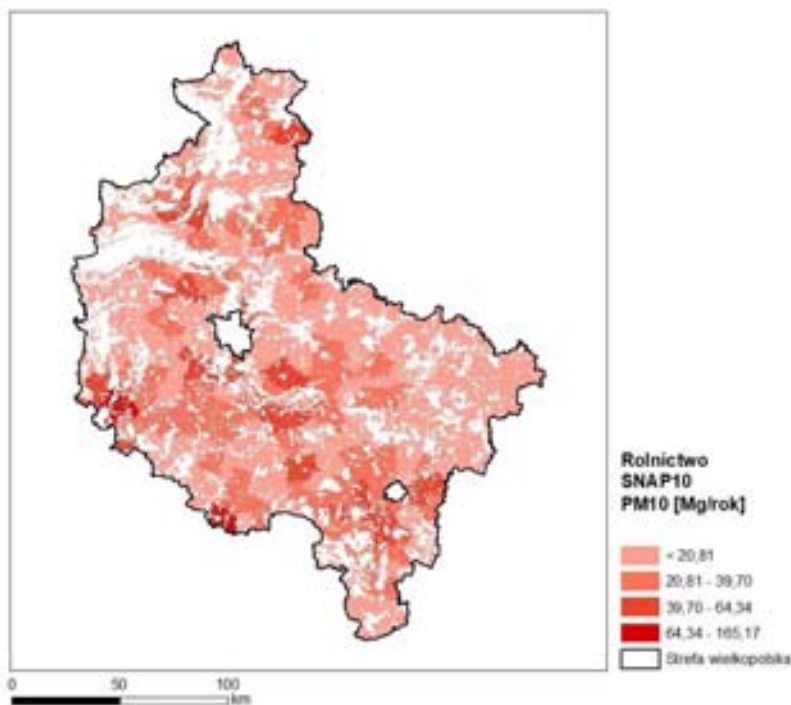 Rolnictwo
SNAP10
PM10 [Mg/rok]
< 20,81
20,81 - 39,70
39,70 - 64,34
64,34 - 165,17
Strefa wielkopolska
0 50 100
km